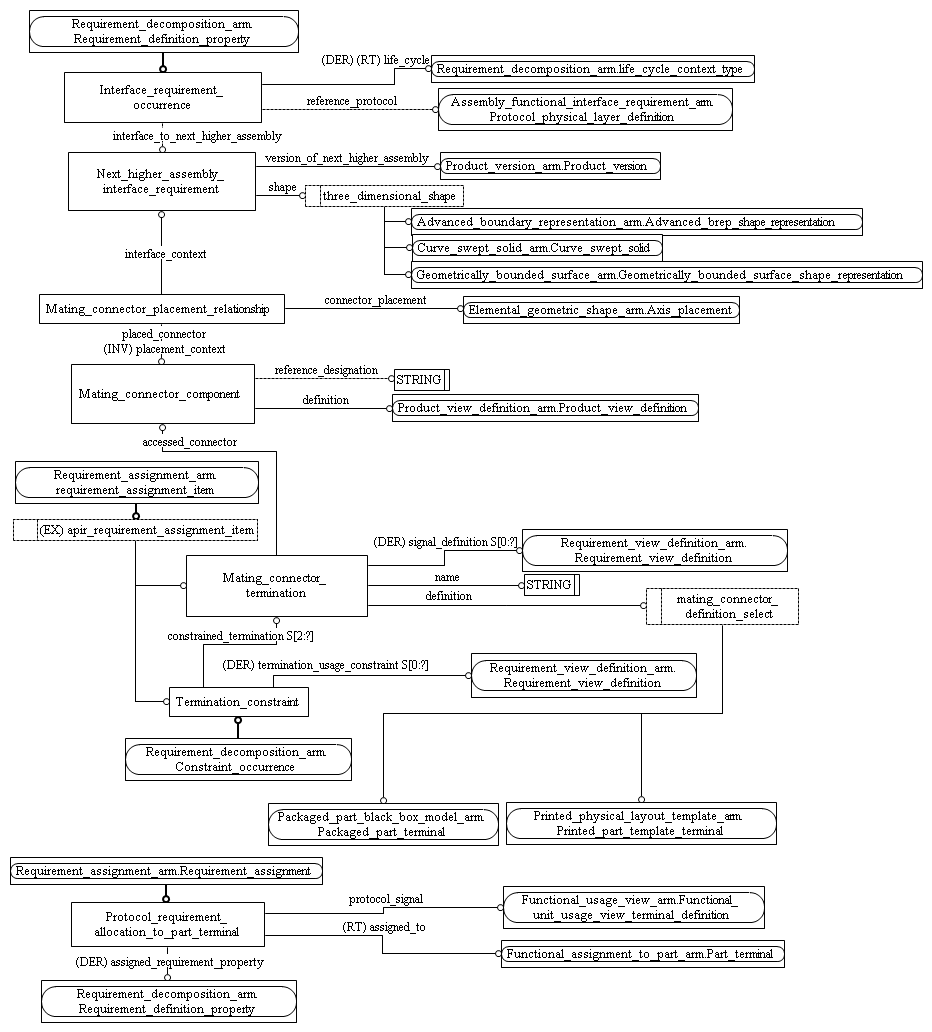 Requirement_decomposition_arm.
Requirement_definition_property
(DER) (RT) life_cycle
Requirement_decomposition_arm.life_cycle_context_type
Interface_requirement_
occurrence
reference_protocol
Assembly_functional_interface_requirement_arm.
Protocol_physical_layer_definition
interface_to_next_higher_assembly
Next_higher_assembly_
interface_requirement
version_of_next_higher_assembly
Product_version_arm.Product_version
shape
three_dimensional_shape
Advanced_boundary_representation_arm.Advanced_brep_shape_representation
Curve_swept_solid_arm.Curve_swept_solid
Geometrically_bounded_surface_arm.Geometrically_bounded_surface_shape_representation
interface_context
Mating_connector_placement_relationship
connector_placement
Elemental_geometric_shape_arm.Axis_placement
placed_connector
(INV) placement_context
Mating_connector_component
reference_designation
STRING
definition
Product_view_definition_arm.Product_view_definition
accessed_connector
Requirement_assignment_arm.
requirement_assignment_item
(EX) apir_requirement_assignment_item
(DER) signal_definition S[0:?]
Requirement_view_definition_arm.
Requirement_view_definition
Mating_connector_
termination
name
STRING
definition
mating_connector_
definition_select
constrained_termination S[2:?]
(DER) termination_usage_constraint S[0:?]
Requirement_view_definition_arm.
Requirement_view_definition
Termination_constraint
Requirement_decomposition_arm.
Constraint_occurrence
Packaged_part_black_box_model_arm.
Packaged_part_terminal
Printed_physical_layout_template_arm.
Printed_part_template_terminal
Requirement_assignment_arm.Requirement_assignment
Protocol_requirement_
allocation_to_part_terminal
protocol_signal
Functional_usage_view_arm.Functional_
unit_usage_view_terminal_definition
(RT) assigned_to
Functional_assignment_to_part_arm.Part_terminal
(DER) assigned_requirement_property
Requirement_decomposition_arm.
Requirement_definition_property